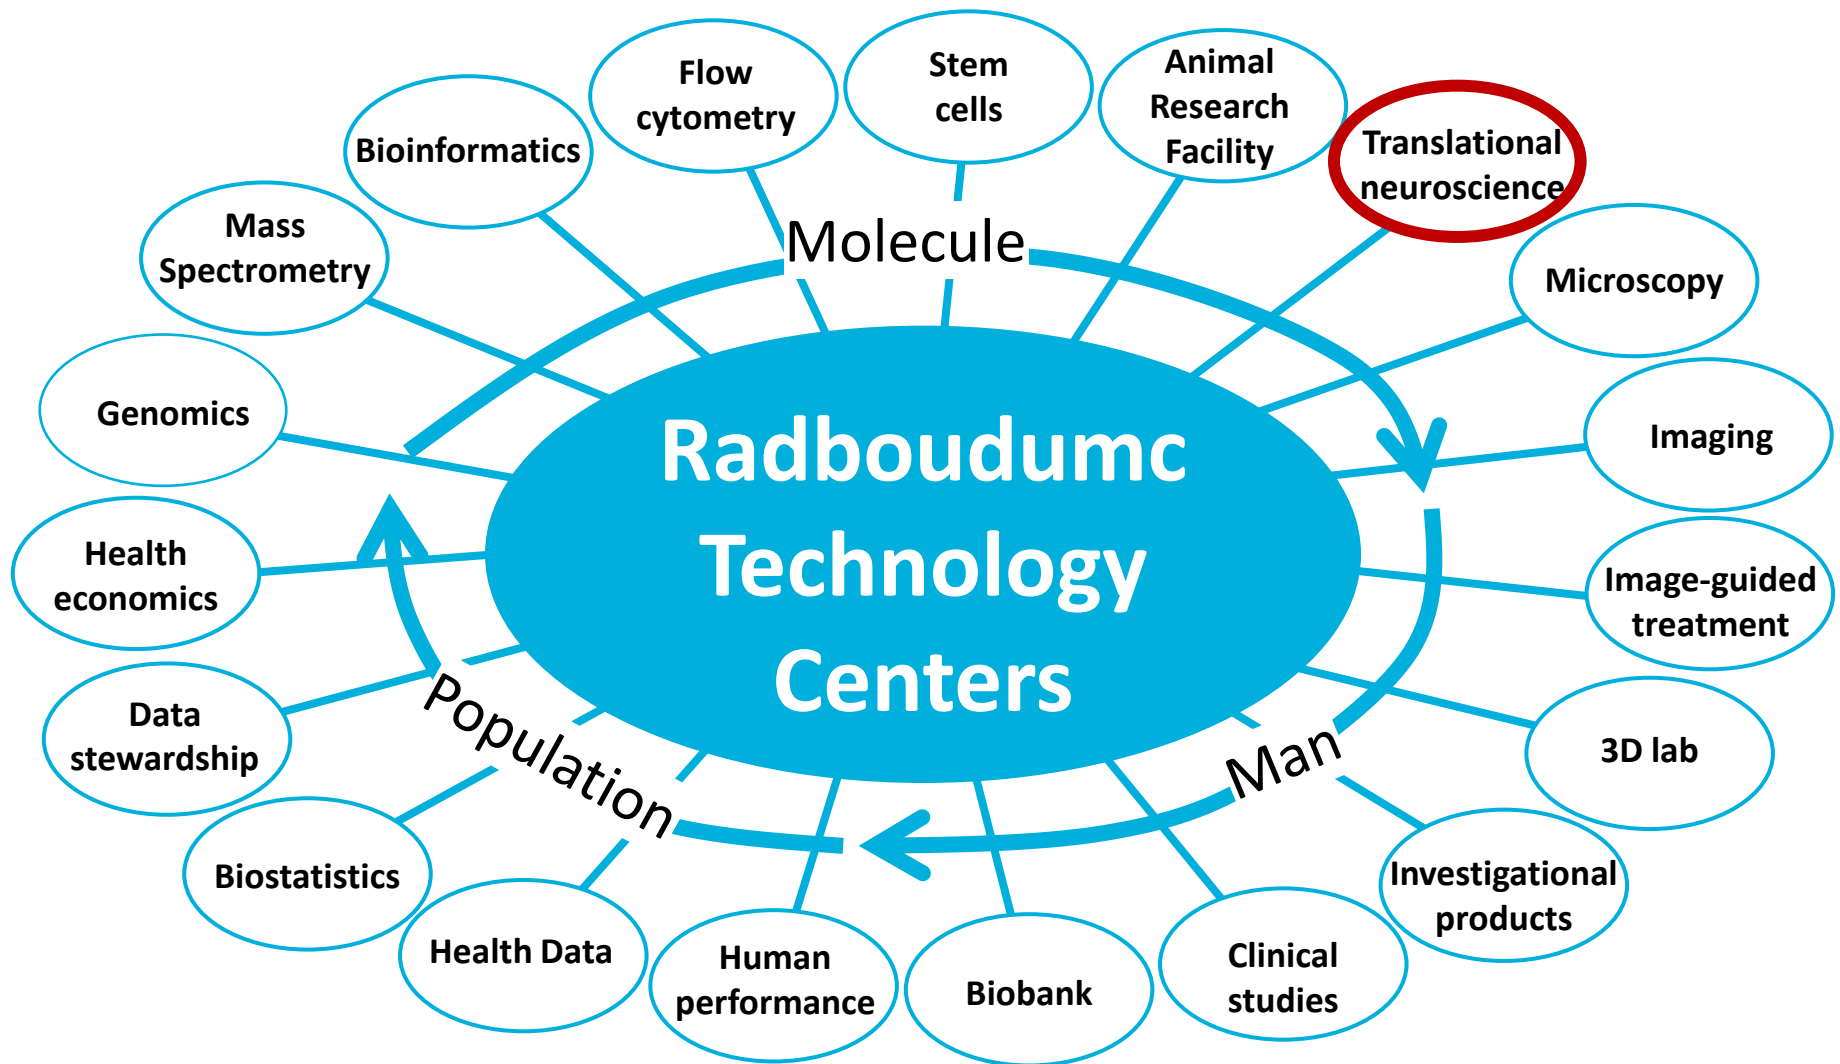 Flow
cytometry
Stem
cells
Animal
Research
Facility
Translational
neuroscience
Bioinformatics
Mass
Spectrometry
Molecule
Microscopy
Genomics
Imaging
Radboudumc
Technology
Centers
Health
economics
Image-guided
treatment
Data
stewardship
Population
Man
3D lab
Biostatistics
Investigational
products
Health Data
Human
performance
Biobank
Clinical
studies